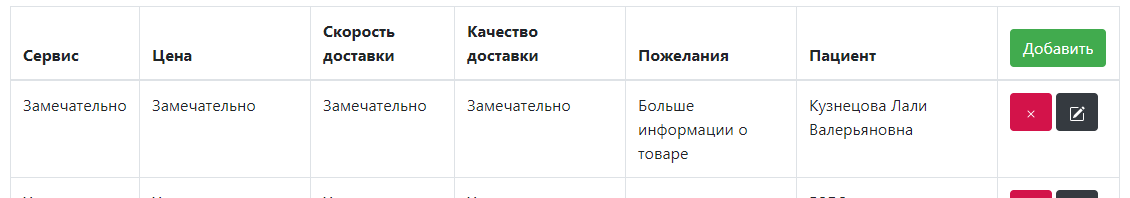 Сервис
Цена
Скорость
доставки
Качество
доставки
Пожелания
Пациент
Добавить
Замечательно
Замечательно
Замечательно
Замечательно
Больше
информации о
товаре
Кузнецова Лали
Валерьяновна
×